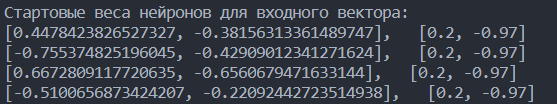 Стартовые веса нейронов для входного вектора:
[0.4478423826527327, -0.38156313361489747],   [0.2, -0.97]
[-0.755374825196045, -0.42909012341271624],   [0.2, -0.97]
[0.6672809117720635, -0.6560679471633144],   [0.2, -0.97]
[-0.5100656873424207, -0.22092442723514938],   [0.2, -0.97]